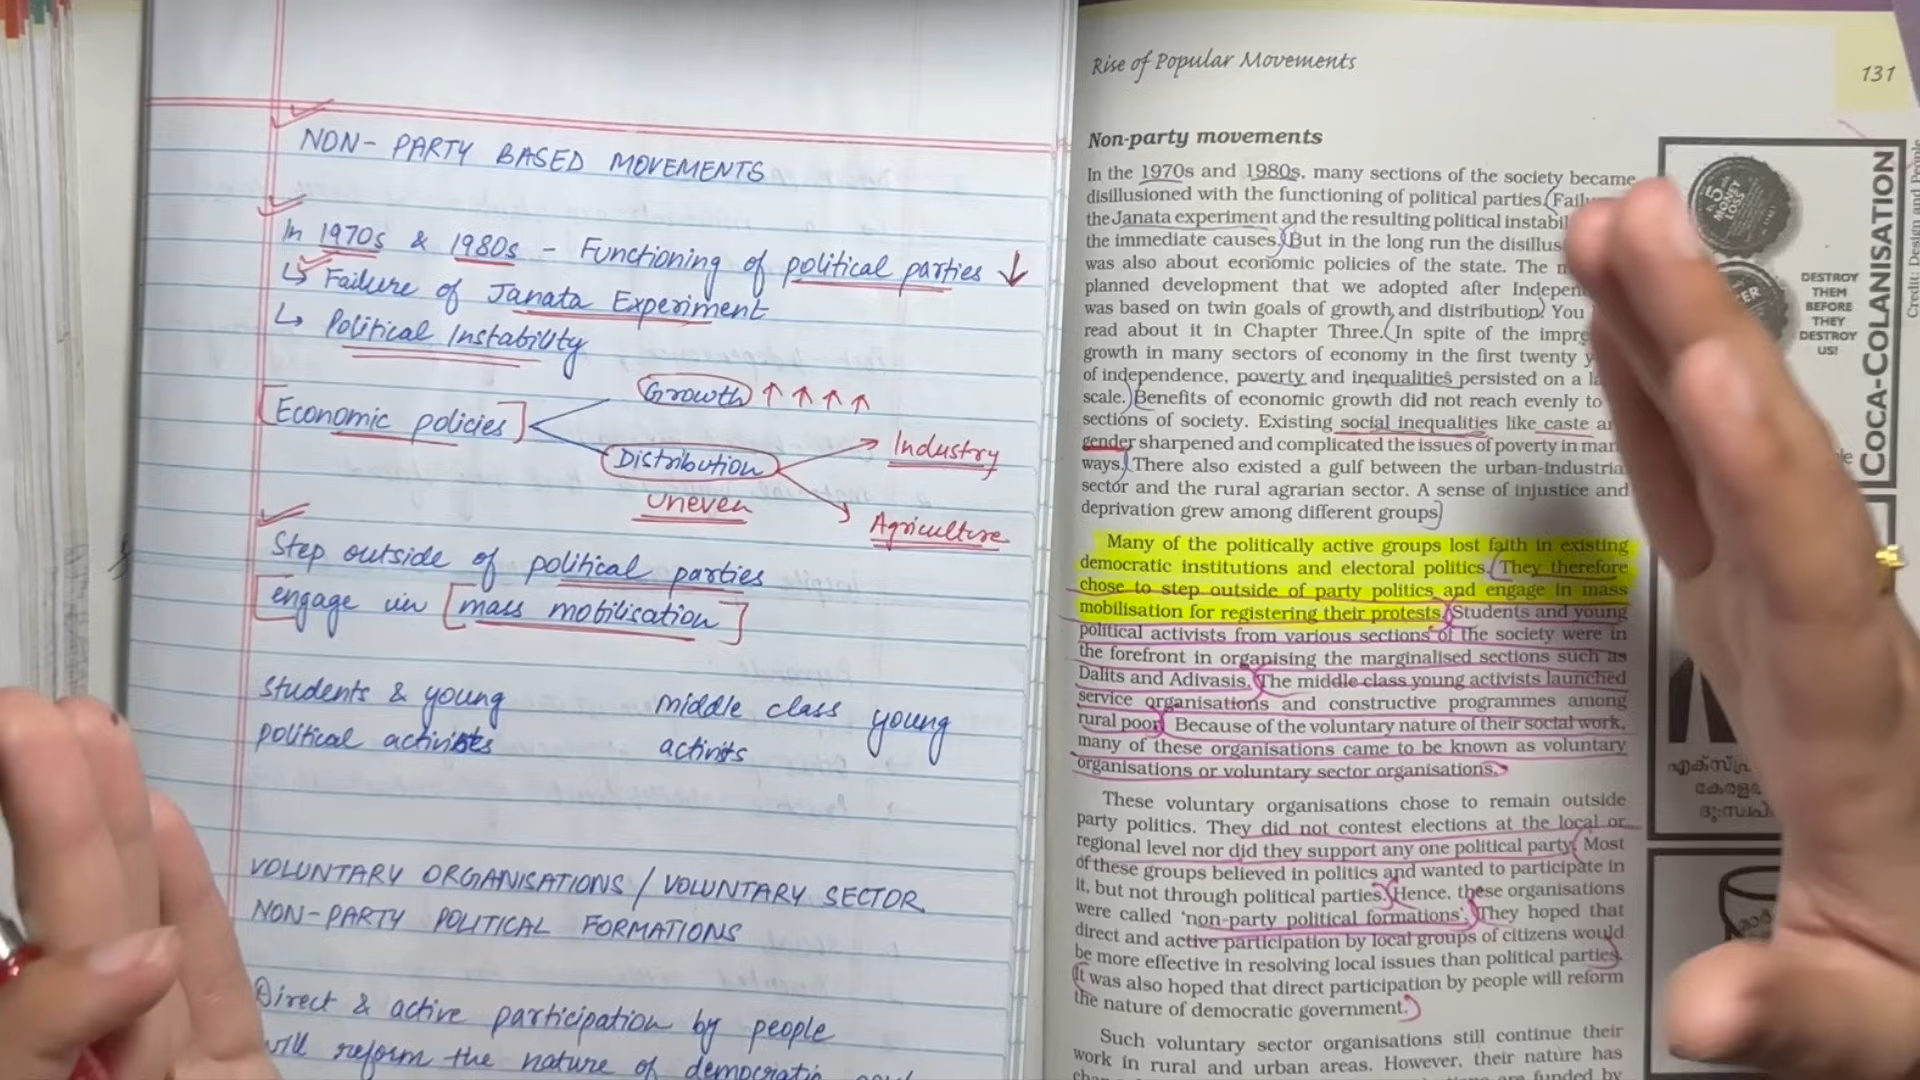 NON- PARTY BASED MOVEMENTS
In 1970s & 1980s - Functioning of political parties ↓
↳ Failure of Janata Experiment
↳ Political Instability
Growth ↑ ↑ ↑ ↑
[Economic policies]
Industry
Distribution
Uneven
Agriculture
Step outside of political parties
[engage in [mass mobilisation]
Students & young
political activists
middle class young
activits
VOLUNTARY ORGANISATIONS / VOLUNTARY SECTOR
NON-PARTY POLITICAL FORMATIONS
Direct & active participation by people
will reform the nature of democratic
Rise of Popular Movements
131
Non-party movements
In the 1970s and 1980s, many sections of the society became
disillusioned with the functioning of political parties.
the Janata experiment and the resulting political
the immediate causes. But in the long run the
was also about economic policies of the state. The
planned development that we adopted after
was based on twin goals of growth and distribution. You
read about it in Chapter Three. In spite of the
growth in many sectors of economy in the first twenty
of independence, poverty and inequalities persisted on a
scale. Benefits of economic growth did not reach evenly to
sections of society. Existing social inequalities like caste
gender sharpened and complicated the issues of poverty in
ways. There also existed a gulf between the
sector and the rural agrarian sector. A sense of injustice and
deprivation grew among different groups
Many of the politically active groups lost faith in existing
democratic institutions and electoral politics. They therefore
chose to step outside of party politics and engage in mass
mobilisation for registering their protests. Students and young
political activists from various sections of the society were in
the forefront in organising the marginalised sections such as
Dalits and Adivasis. The middle class young activists launched
service organisations and constructive programmes among
rural poor. Because of the voluntary nature of their social work,
many of these organisations came to be known as voluntary
organisations or voluntary sector organisations.
These voluntary organisations chose to remain outside
party politics. They did not contest elections at the local or
regional level nor did they support any one political party. Most
of these groups believed in politics and wanted to participate in
it, but not through political parties. Hence, these organisations
were called 'non-party political formations'. They hoped that
direct and active participation by local groups of citizens would
be more effective in resolving local issues than political parties.
It was also hoped that direct participation by people will reform
the nature of democratic government.
Such voluntary sector organisations still continue their
work in rural and urban areas. However, their nature has
are funded by
5
MONEY
LOSS
DESTROY
THEM
BEFORE
THEY
DESTROY
US!
COCA-COLANISATION
Credit: Design and People